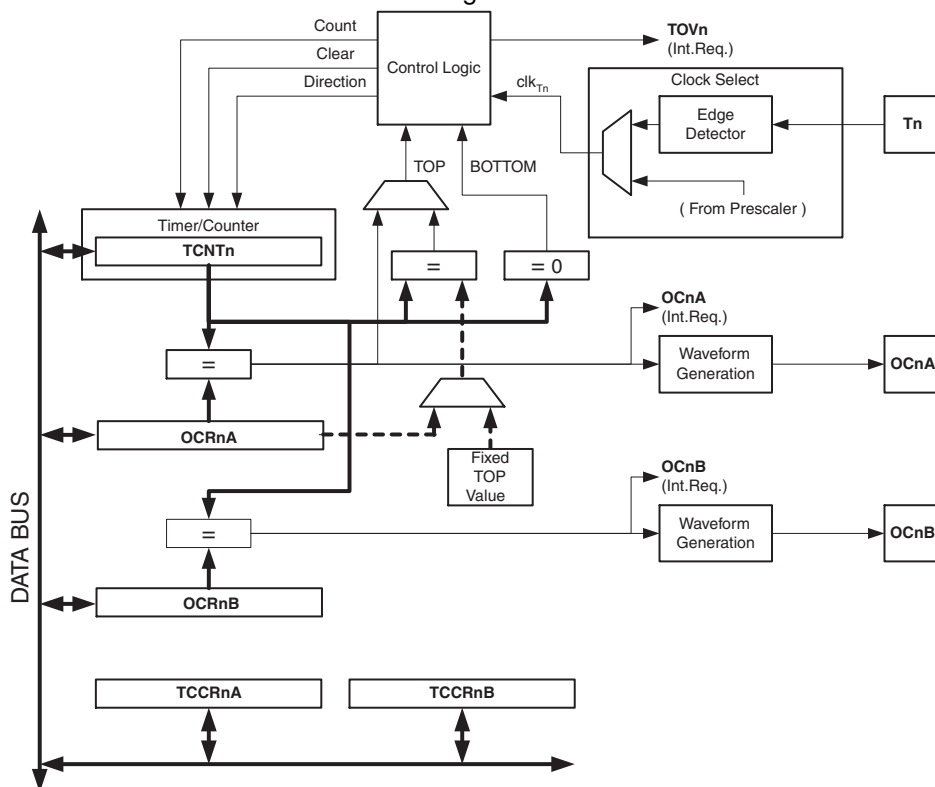 Count
Clear
Direction
Control Logic
TOVn
(Int.Req.)
clkTn
Clock Select
Edge
Detector
Tn
( From Prescaler )
TOP
BOTTOM
Timer/Counter
TCNTn
=
= 0
OCnA
(Int.Req.)
=
Waveform
Generation
OCnA
OCRnA
Fixed
TOP
Value
OCnB
(Int.Req.)
=
Waveform
Generation
OCnB
OCRnB
DATA BUS
TCCRnA
TCCRnB